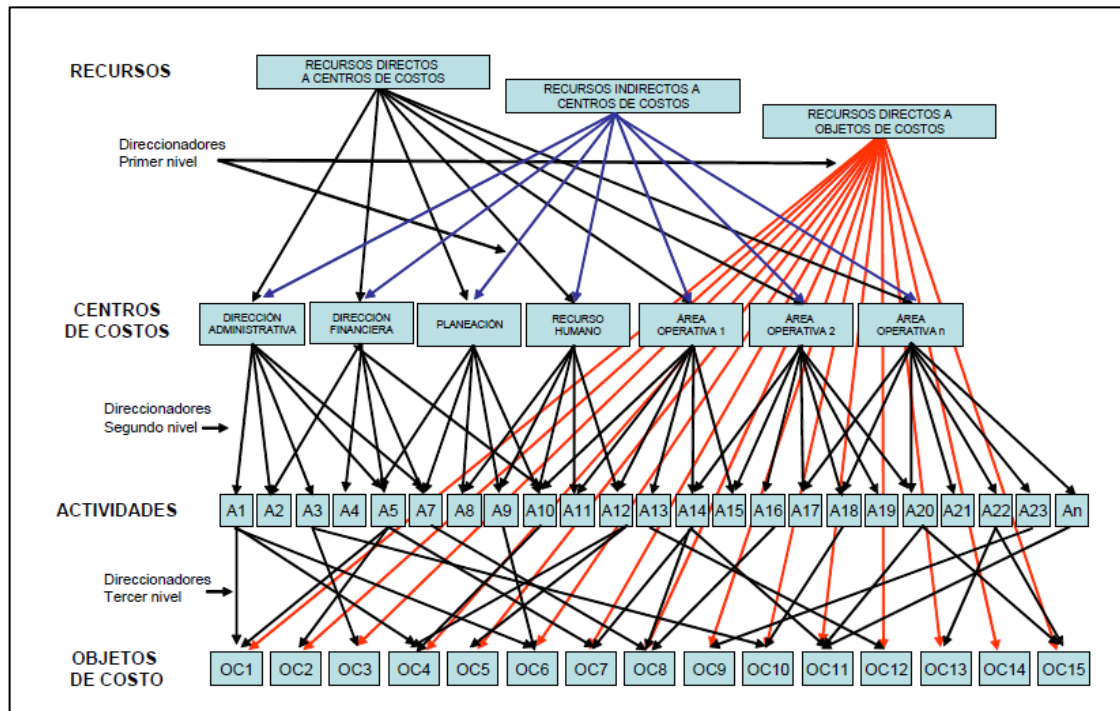 RECURSOS
RECURSOS DIRECTOS
A CENTROS DE COSTOS
RECURSOS INDIRECTOS A
CENTROS DE COSTOS
RECURSOS DIRECTOS A
OBJETOS DE COSTOS
Direccionadores
Primer nivel
CENTROS
DE COSTOS
DIRECCIÓN
ADMINISTRATIVA
DIRECCIÓN
FINANCIERA
PLANEACIÓN
RECURSO
HUMANO
ÁREA
OPERATIVA 1
ÁREA
OPERATIVA 2
ÁREA
OPERATIVA n
Direccionadores
Segundo nivel
ACTIVIDADES
A1 A2 A3 A4 A5 A7 A8 A9 A10 A11 A12 A13 A14 A15 A16 A17 A18 A19 A20 A21 A22 A23 An
Direccionadores
Tercer nivel
OBJETOS
DE COSTO
OC1 OC2 OC3 OC4 OC5 OC6 OC7 OC8 OC9 OC10 OC11 OC12 OC13 OC14 OC15